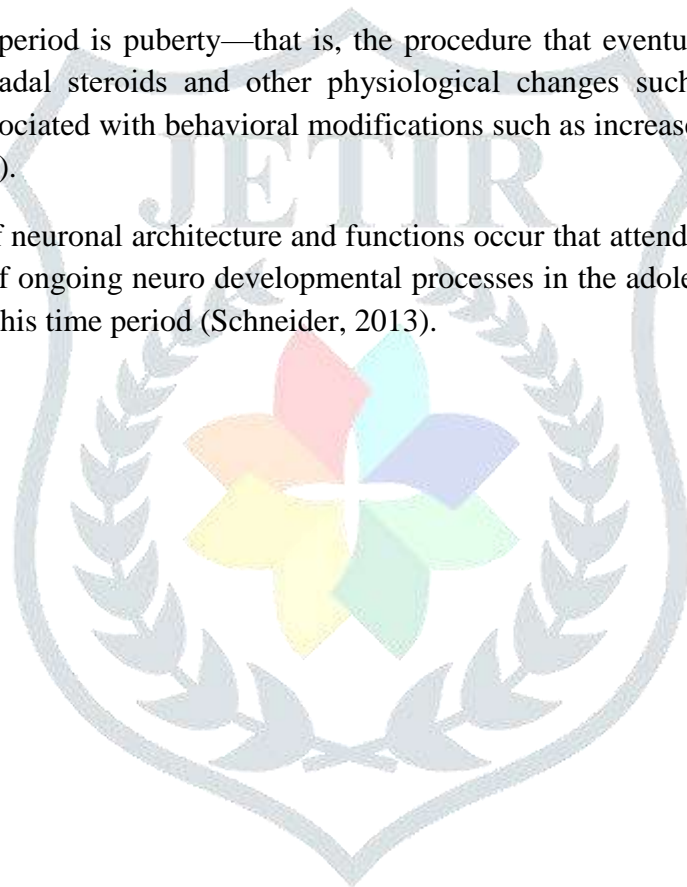 period is puberty—that is, the procedure that eventu
adal steroids and other physiological changes such
ociated with behavioral modifications such as increase
).
f neuronal architecture and functions occur that attend
of ongoing neuro developmental processes in the adole
his time period (Schneider, 2013).
JETIR